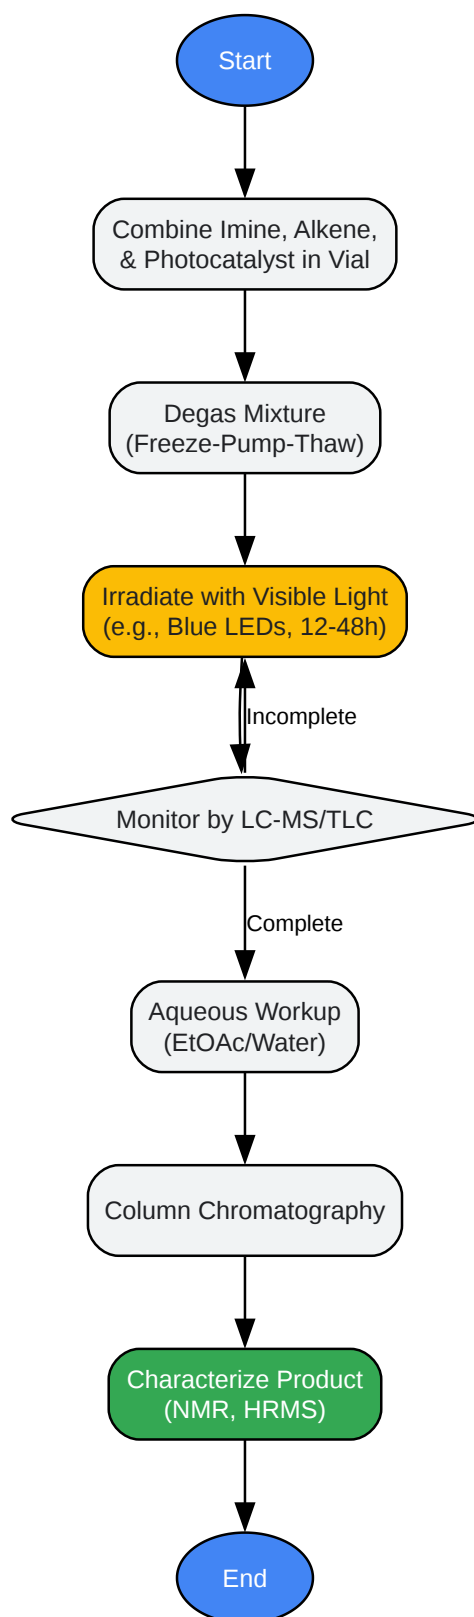 Start
Combine Imine, Alkene,
& Photocatalyst in Vial
Degas Mixture
(Freeze-Pump-Thaw)
Irradiate with Visible Light
(e.g., Blue LEDs, 12-48h)
Incomplete
Monitor by LC-MS/TLC
Complete
Aqueous Workup
(EtOAc/Water)
Column Chromatography
Characterize Product
(NMR, HRMS)
End